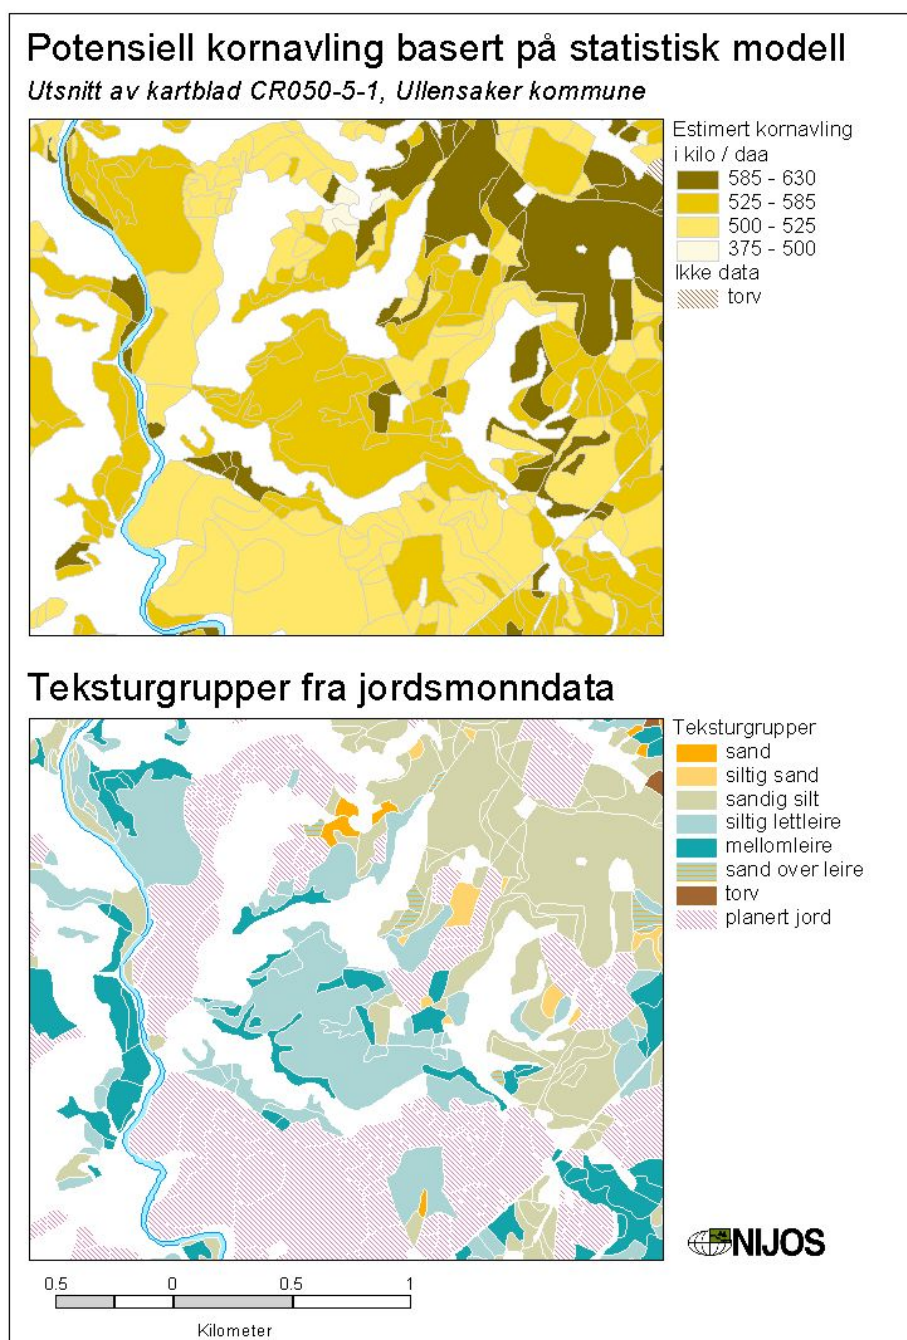 Potensiell kornavling basert på statistisk modell
Utsnitt av kartblad CR050-5-1, Ullensaker kommune
Estimert kornavling
i kilo / daa
585 - 630
525 - 585
500 - 525
375 - 500
Ikke data
torv
Teksturgrupper fra jordsmonndata
Teksturgrupper
sand
siltig sand
sandig silt
siltig lettleire
mellomleire
sand over leire
torv
planert jord
NIJOS
0.5 0 0.5 1
Kilometer